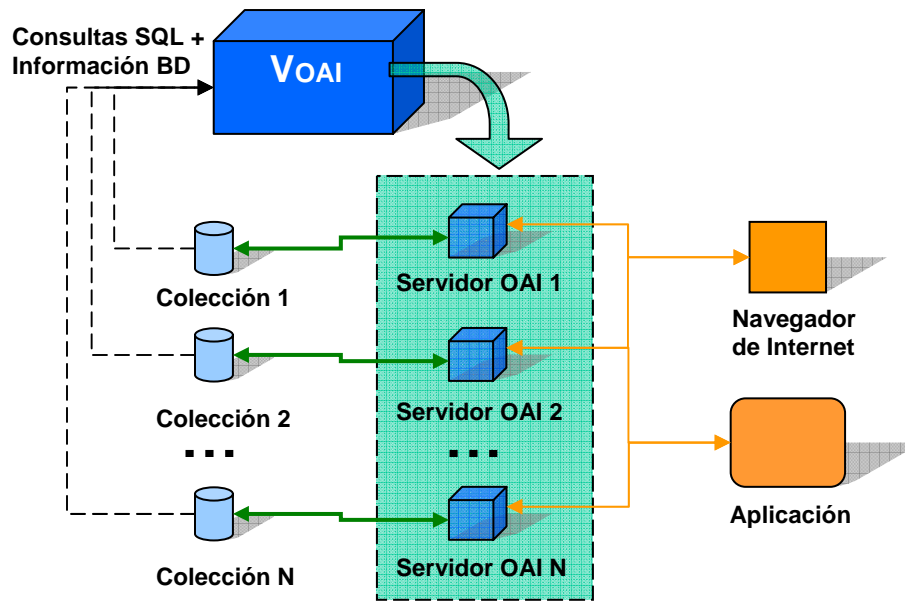 Consultas SQL +
Información BD
VOAI
Colección 1
Servidor OAI 1
Navegador
de Internet
Colección 2
Servidor OAI 2
...
...
Aplicación
Colección N
Servidor OAI N